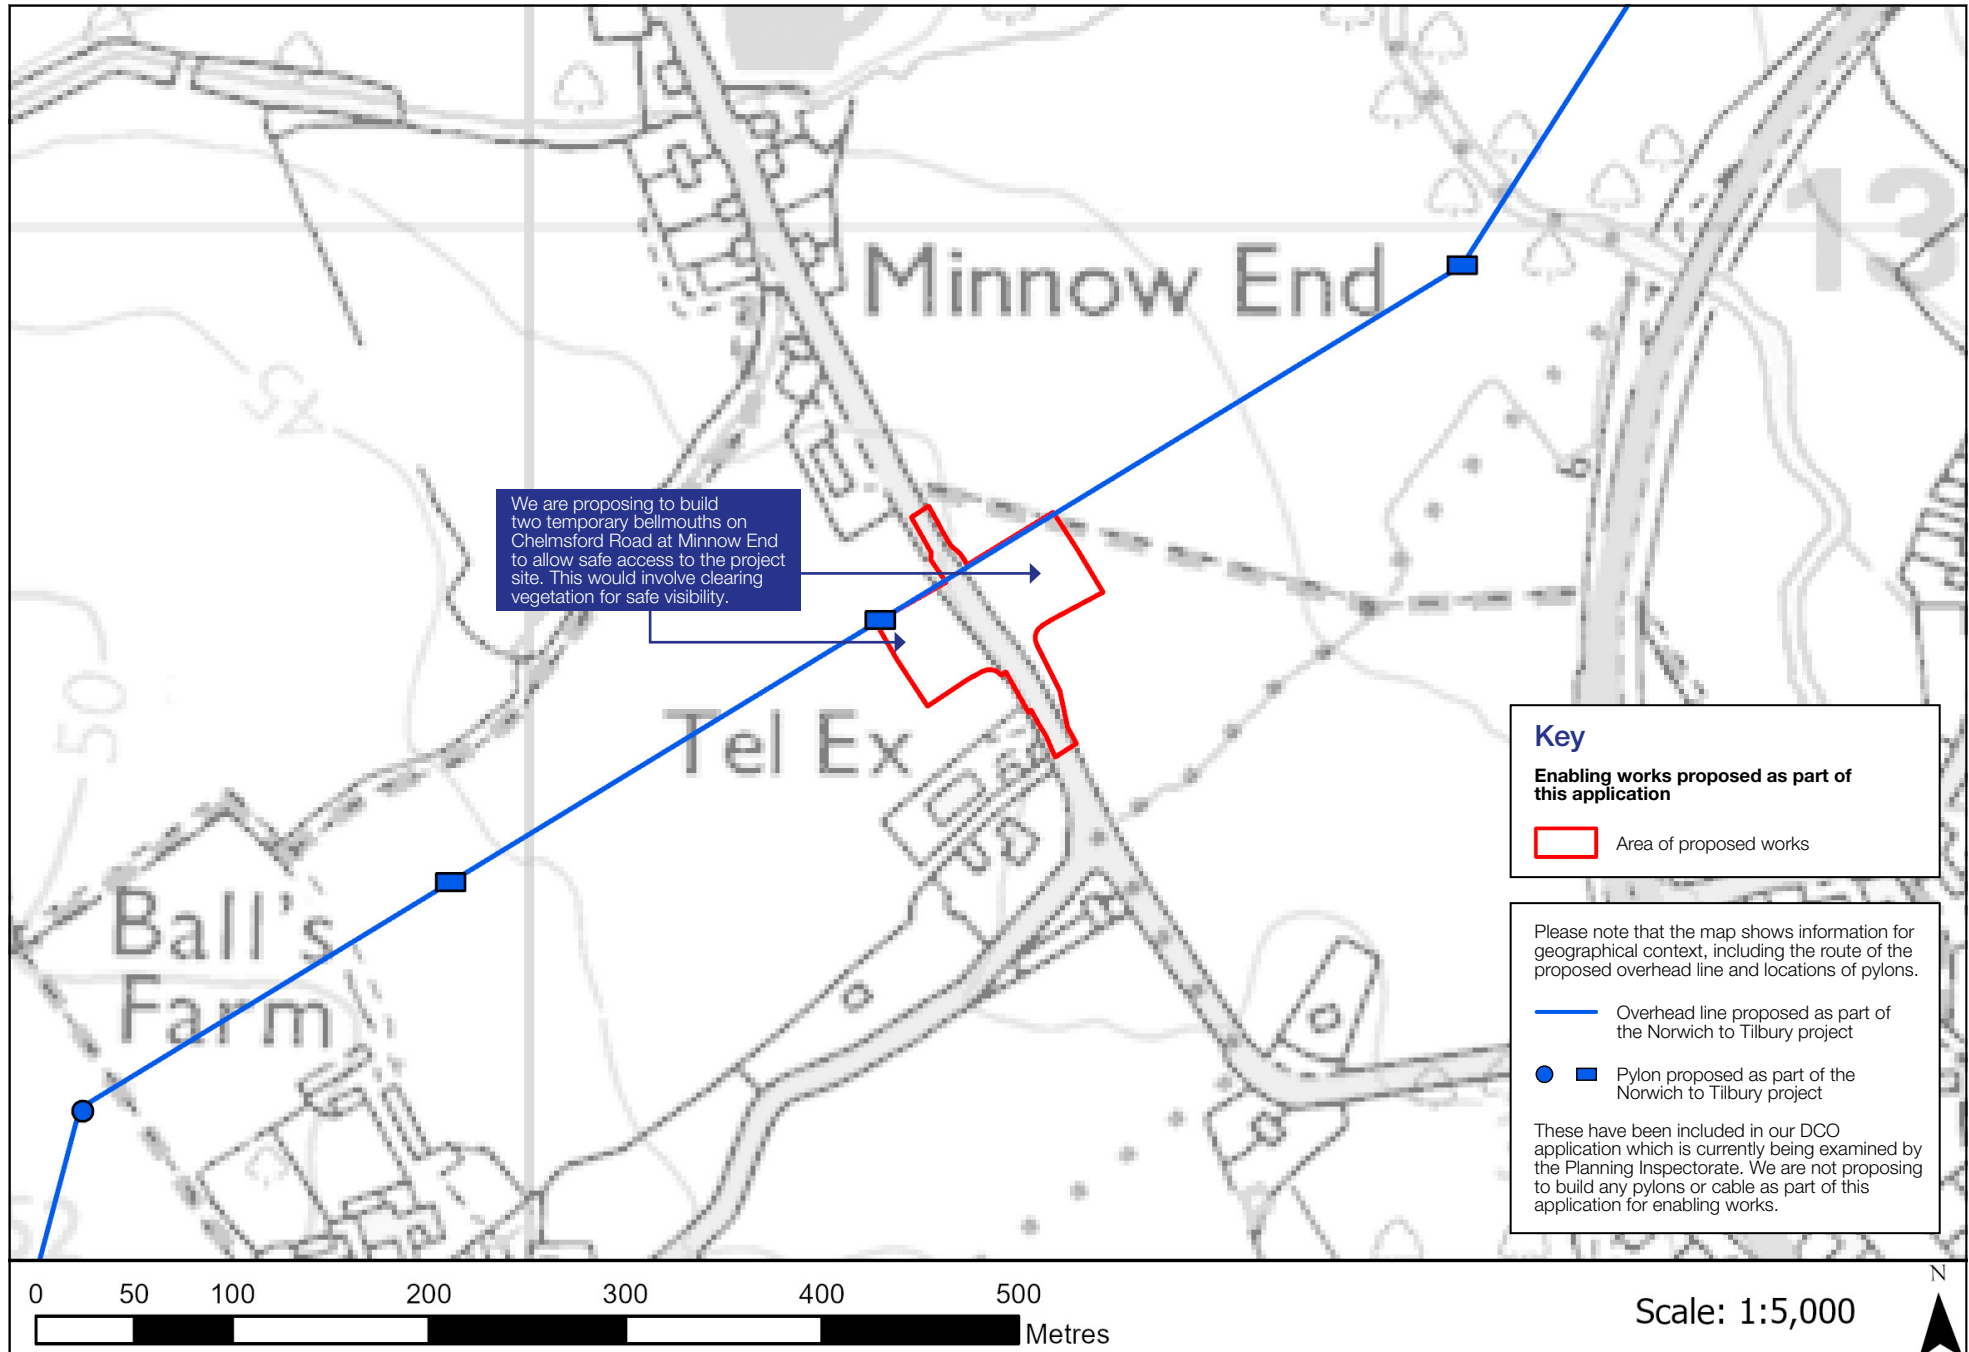 13
Minnow End
45
We are proposing to build
two temporary bellmouths on
Chelmsford Road at Minnow End
to allow safe access to the project
site. This would involve clearing
vegetation for safe visibility.
50
Tel Ex
Ball's
Farm
52
Key
Enabling works proposed as part of
this application
Area of proposed works
Please note that the map shows information for
geographical context, including the route of the
proposed overhead line and locations of pylons.
Overhead line proposed as part of
the Norwich to Tilbury project
Pylon proposed as part of the
Norwich to Tilbury project
These have been included in our DCO
application which is currently being examined by
the Planning Inspectorate. We are not proposing
to build any pylons or cable as part of this
application for enabling works.
0 50 100 200 300 400 500
Metres
Scale: 1:5,000
N